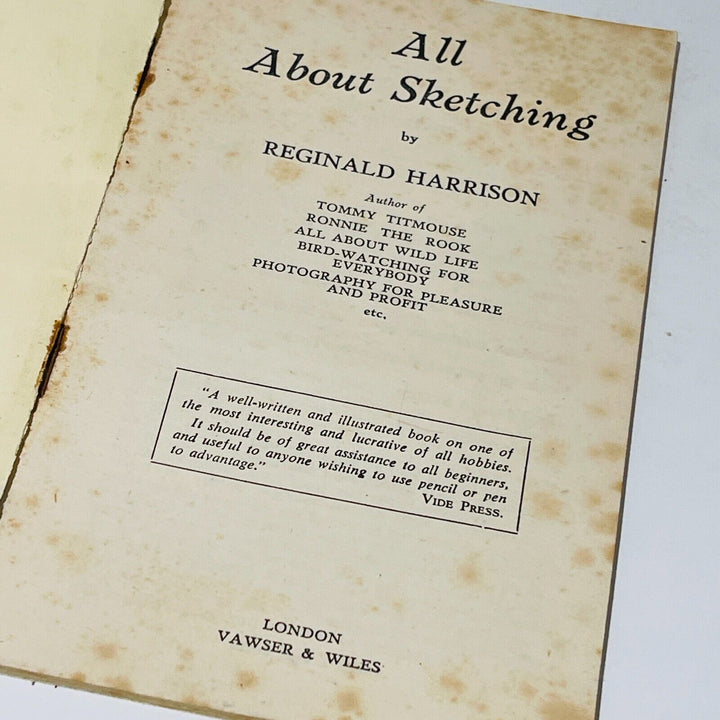 All
About Sketching
by
REGINALD HARRISON
Author of
TOMMY TITMOUSE
RONNIE THE ROOK
ALL ABOUT WILD LIFE
BIRD-WATCHING FOR
EVERYBODY
PHOTOGRAPHY FOR PLEASURE
AND PROFIT
etc.
"A well-written and illustrated book on one of
the most interesting and lucrative of all hobbies.
It should be of great assistance to all beginners,
and useful to anyone wishing to use pencil or pen
to advantage."
VIDE PRESS.
LONDON
VAWSER & WILES